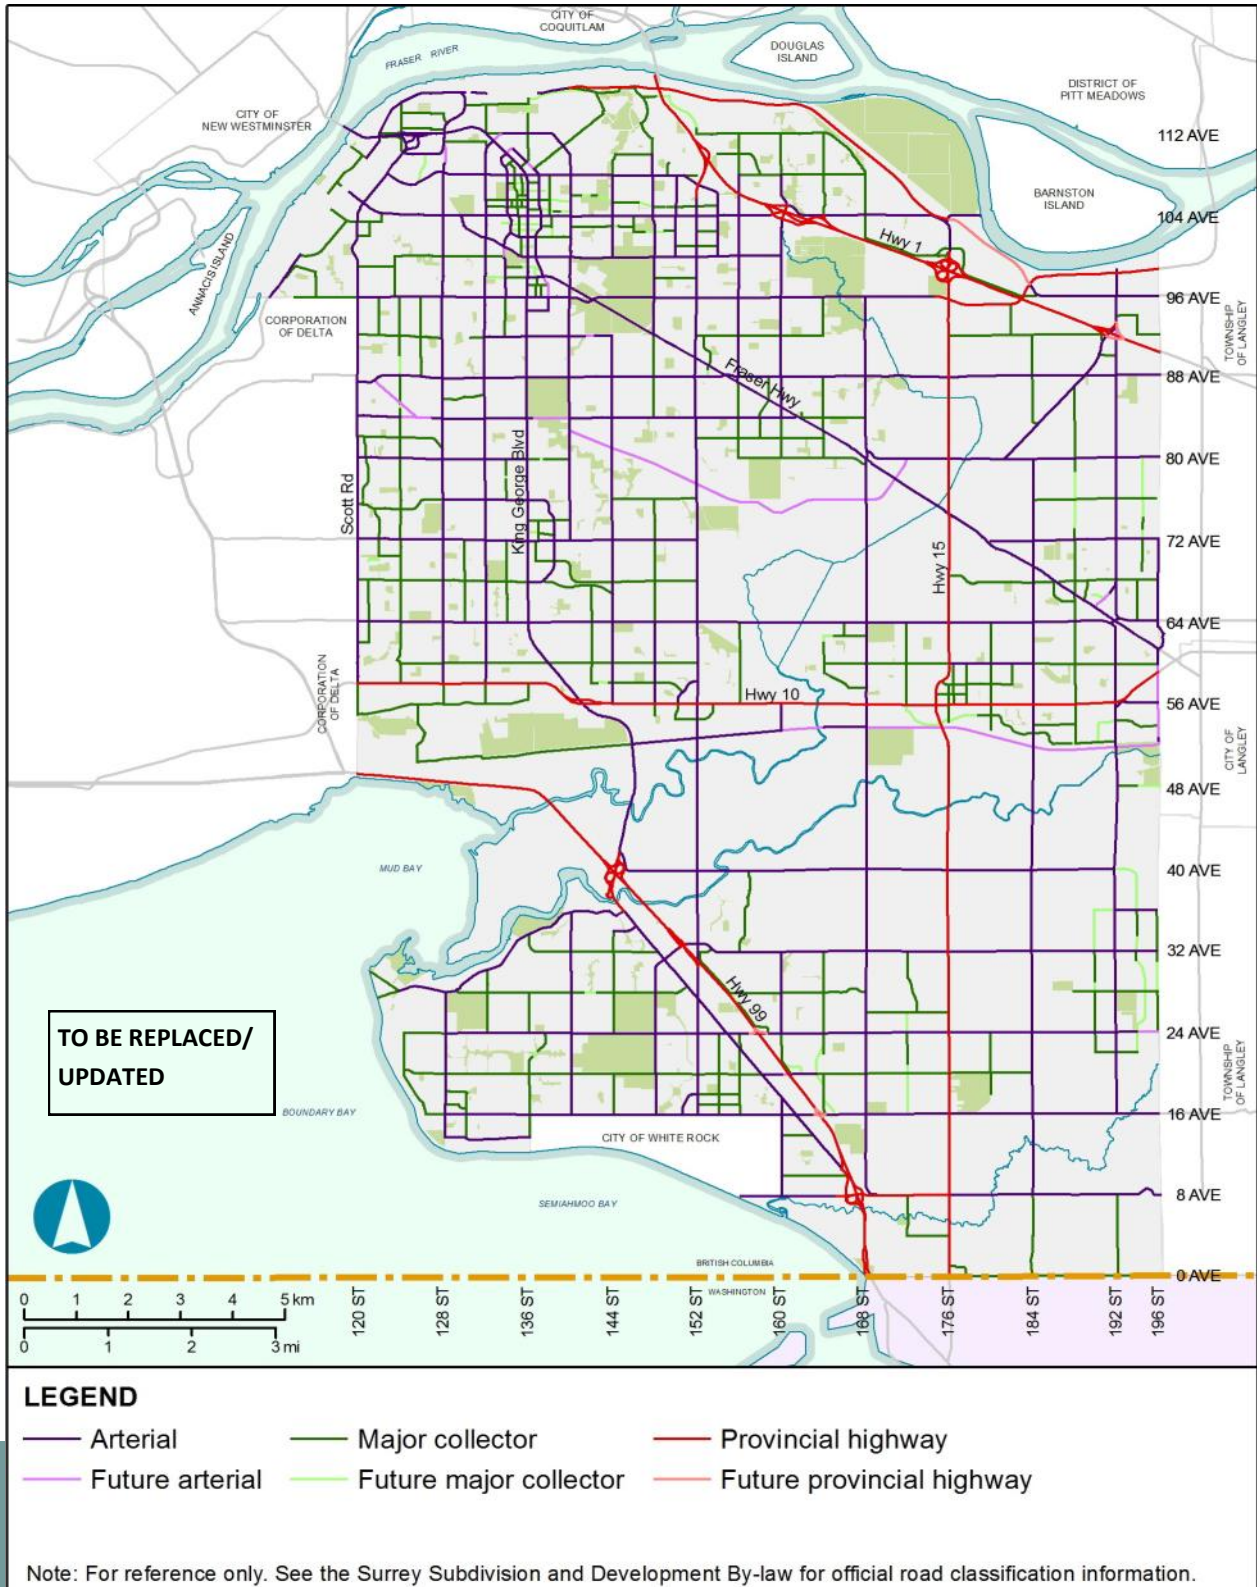 CITY OF
COQUITLAM
DOUGLAS
ISLAND
FRASER RIVER
DISTRICT OF
PITT MEADOWS
CITY OF
NEW WESTMINSTER
112 AVE
BARNSTON
ISLAND
104 AVE
Hwy 1
ANNACIS ISLAND
96 AVE
CORPORATION
OF DELTA
TOWNSHIP
OF LANGLEY
Fraser Hwy
88 AVE
80 AVE
King George Blvd
Scott Rd
72 AVE
Hwy 15
64 AVE
CORPORATION
OF DELTA
Hwy 10
56 AVE
CITY OF
LANGLEY
48 AVE
MUD BAY
40 AVE
32 AVE
Hwy 99
TO BE REPLACED/
UPDATED
24 AVE
TOWNSHIP
OF LANGLEY
BOUNDARY BAY
16 AVE
CITY OF WHITE ROCK
SEMIAHMOO BAY
8 AVE
BRITISH COLUMBIA
0 AVE
WASHINGTON
0 1 2 3 4 5 km
0 1 2 3 mi
120 ST
128 ST
136 ST
144 ST
152 ST
160 ST
168 ST
176 ST
184 ST
192 ST
196 ST
LEGEND
Arterial Major collector Provincial highway
Future arterial Future major collector Future provincial highway
Note: For reference only. See the Surrey Subdivision and Development By-law for official road classification information.